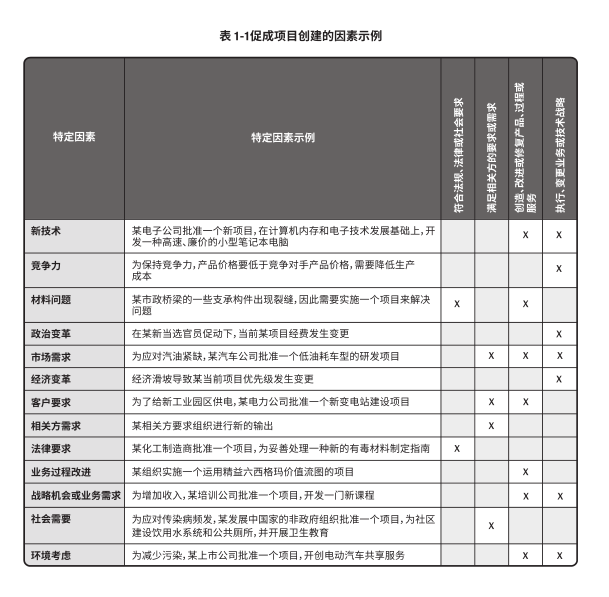 表 1-1促成项目创建的因素示例
特定因素
特定因素示例
符合法规、法律或社会要求
满足相关方的要求或需求
创造、改进或修复产品、过程或
服务
执行、变更业务或技术战略
新技术
某电子公司批准一个新项目,在计算机内存和电子技术发展基础上,开
发一种高速、廉价的小型笔记本电脑
X X
竞争力
为保持竞争力,产品价格要低于竞争对手产品价格,需要降低生产
成本
X
材料问题
某市政桥梁的一些支承构件出现裂缝,因此需要实施一个项目来解决
问题
X X
政治变革 在某新当选官员促动下,当前某项目经费发生变更 X
市场需求 为应对汽油紧缺,某汽车公司批准一个低油耗车型的研发项目 X X X
经济变革 经济滑坡导致某当前项目优先级发生变更 X
客户要求 为了给新工业园区供电,某电力公司批准一个新变电站建设项目 X X
相关方需求 某相关方要求组织进行新的输出 X
法律要求 某化工制造商批准一个项目,为妥善处理一种新的有毒材料制定指南 X
业务过程改进 某组织实施一个运用精益六西格玛价值流图的项目 X
战略机会或业务需求 为增加收入,某培训公司批准一个项目,开发一门新课程 X X
社会需要
为应对传染病频发,某发展中国家的非政府组织批准一个项目,为社区
建设饮用水系统和公共厕所,并开展卫生教育
X
环境考虑 为减少污染,某上市公司批准一个项目,开创电动汽车共享服务 X X